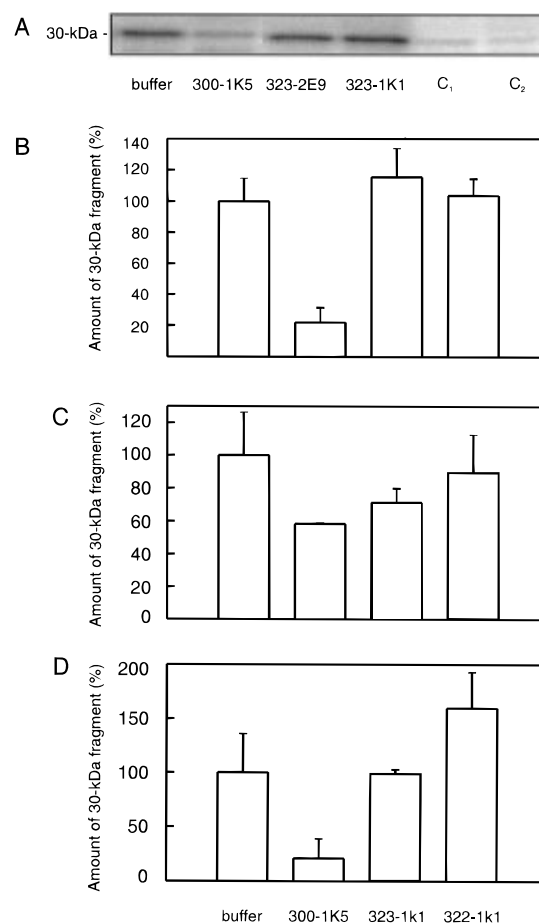 A
30-kDa -
buffer 300-1K5 323-2E9 323-1K1 C₁ C₂
B
Amount of 30-kDa fragment (%)
140
120
100
80
60
40
20
C
Amount of 30-kDa fragment (%)
120
100
80
60
40
20
0
D
Amount of 30-kDa fragment (%)
200
150
100
50
0
buffer 300-1K5 323-1k1 322-1k1